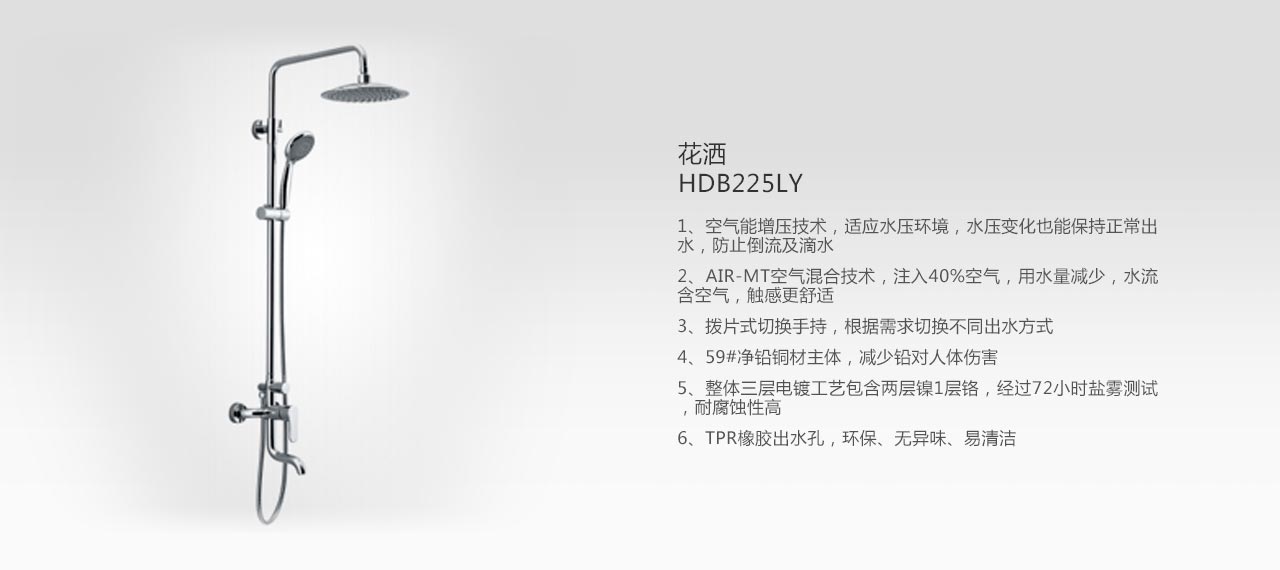 花洒
HDB225LY
1、空气能增压技术，适应水压环境，水压变化也能保持正常出
水，防止倒流及滴水
2、AIR-MT空气混合技术，注入40%空气，用水量减少，水流
含空气，触感更舒适
3、拨片式切换手持，根据需求切换不同出水方式
4、59#净铅铜材主体，减少铅对人体伤害
5、整体三层电镀工艺包含两层镍1层铬，经过72小时盐雾测试
，耐腐蚀性高
6、TPR橡胶出水孔，环保、无异味、易清洁